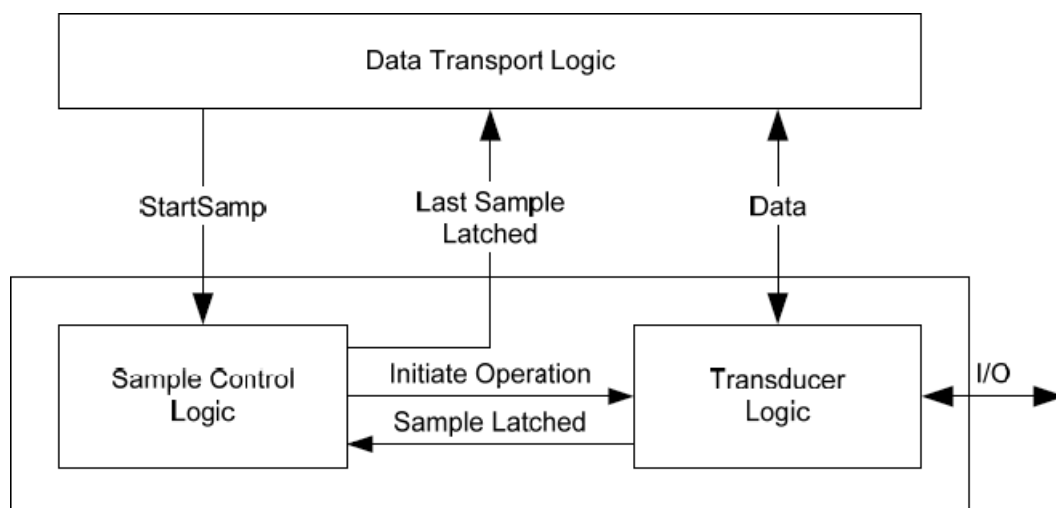 Data Transport Logic
StartSamp
Last Sample
Latched
Data
Sample Control
Logic
Initiate Operation
Sample Latched
Transducer
Logic
I/O